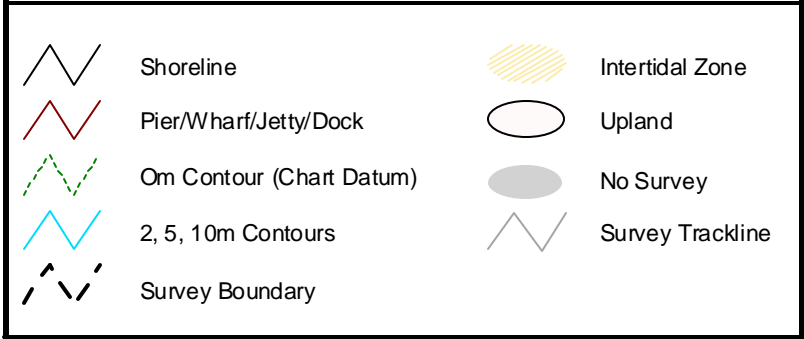 Shoreline
Pier/Wharf/Jetty/Dock
Om Contour (Chart Datum)
2, 5, 10m Contours
Survey Boundary
Intertidal Zone
Upland
No Survey
Survey Trackline